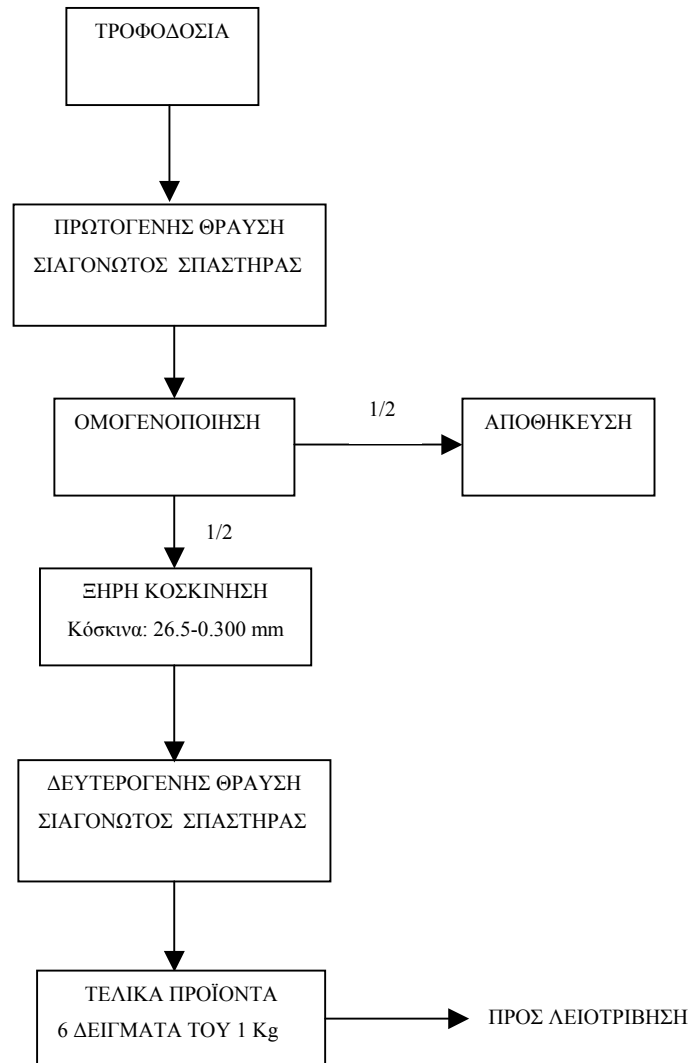 ΤΡΟΦΟΔΟΣΙΑ
ΠΡΩΤΟΓΕΝΗΣ ΘΡΑΥΣΗ
ΣΙΑΓΟΝΩΤΟΣ ΣΠΑΣΤΗΡΑΣ
ΟΜΟΓΕΝΟΠΟΙΗΣΗ
1/2
ΑΠΟΘΗΚΕΥΣΗ
1/2
ΞΗΡΗ ΚΟΣΚΙΝΗΣΗ
Κόσκινα: 26.5-0.300 mm
ΔΕΥΤΕΡΟΓΕΝΗΣ ΘΡΑΥΣΗ
ΣΙΑΓΟΝΩΤΟΣ ΣΠΑΣΤΗΡΑΣ
ΤΕΛΙΚΑ ΠΡΟΪΟΝΤΑ
6 ΔΕΙΓΜΑΤΑ ΤΟΥ 1 Kg
ΠΡΟΣ ΛΕΙΟΤΡΙΒΗΣΗ